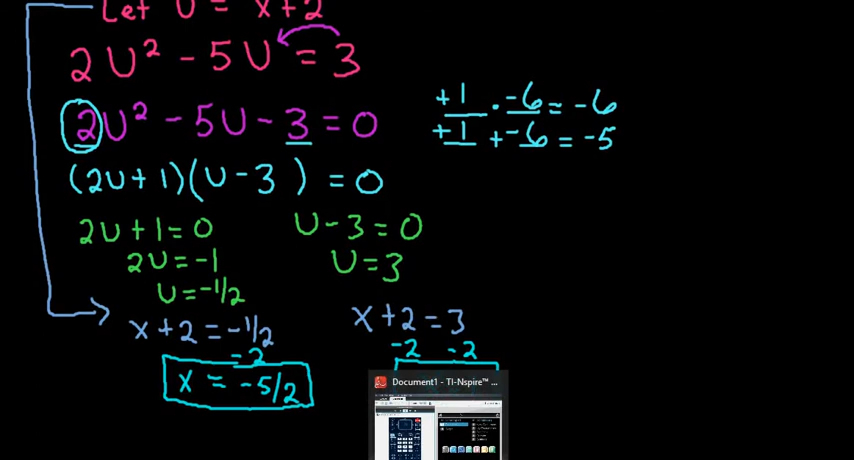 Let U = x+2
2U² - 5U = 3
2U² - 5U - 3 = 0
+1 · -6 = -6
+1 + -6 = -5
(2U+1)(U-3) = 0
2U+1=0
U-3=0
2U=-1
U=3
U=-1/2
x+2=-1/2
x+2=3
-2
-2 -2
x = -5/2
Document1 - TI-Nspire™ ...